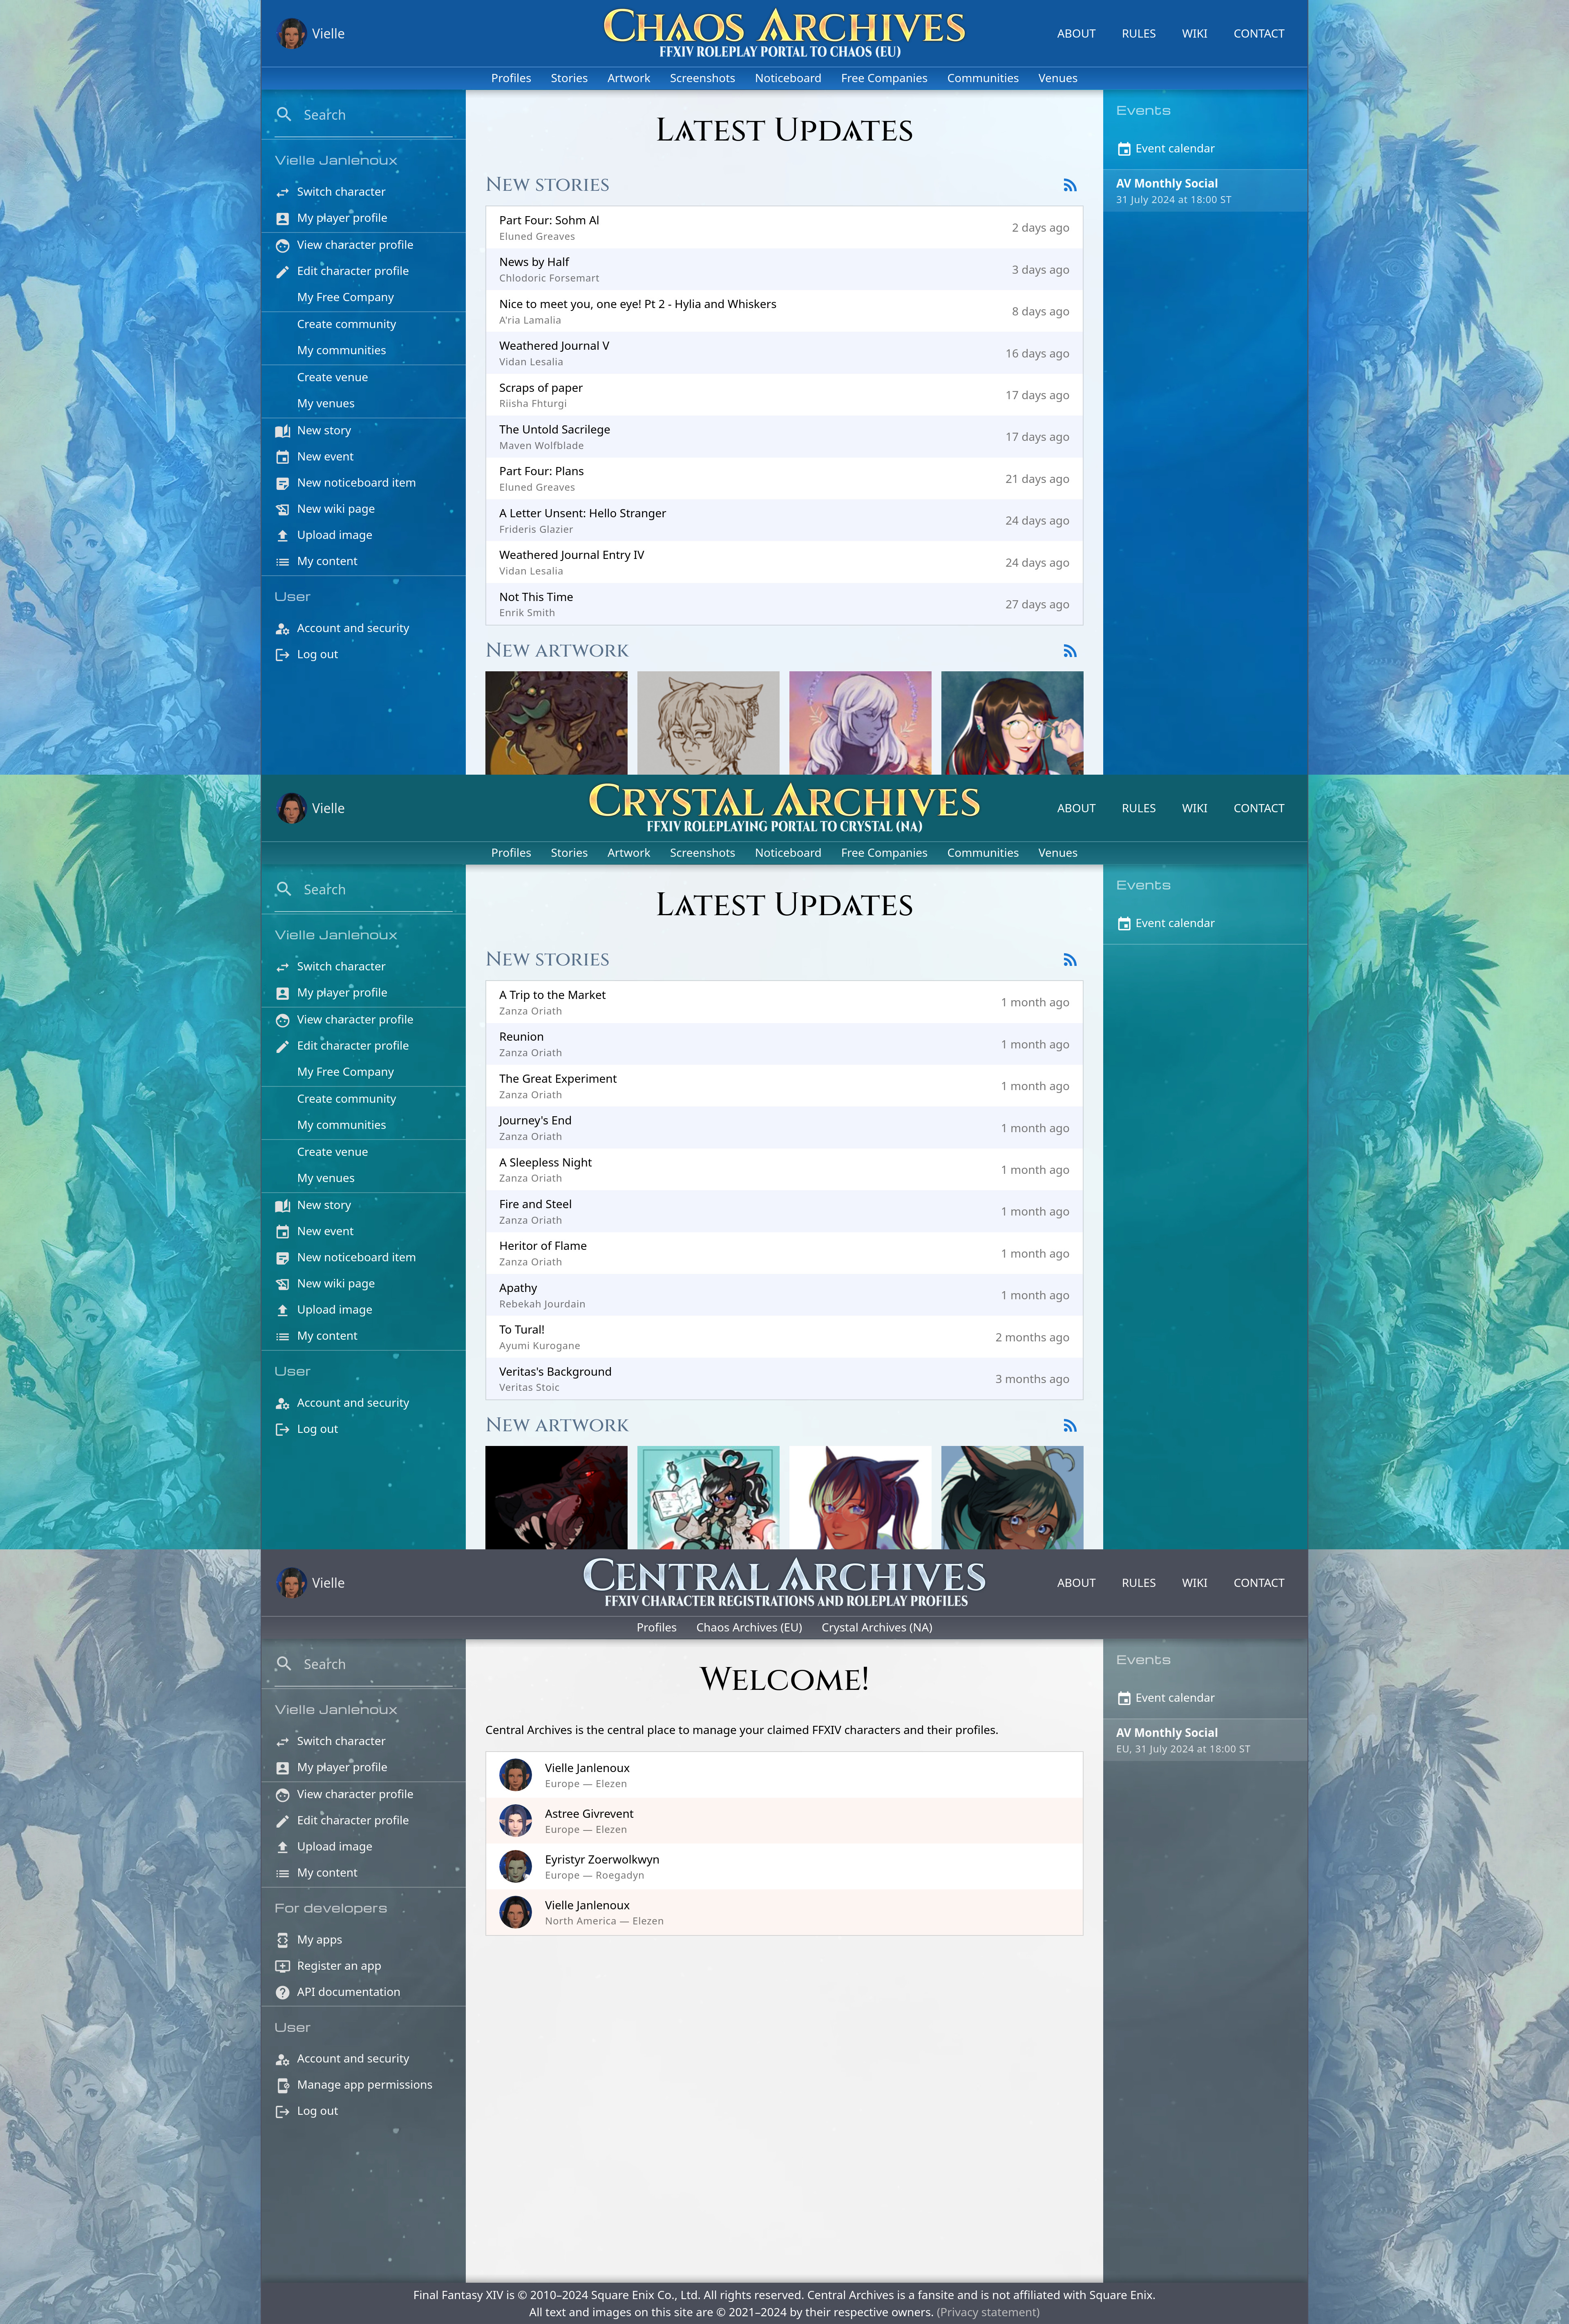 Vielle
CHAOS ARCHIVES
FFXIV ROLEPLAY PORTAL TO CHAOS (EU)
ABOUT RULES WIKI CONTACT
Profiles Stories Artwork Screenshots Noticeboard Free Companies Communities Venues
Search
Vielle Janlenoux
Switch character
My player profile
View character profile
Edit character profile
My Free Company
Create community
My communities
Create venue
My venues
New story
New event
New noticeboard item
New wiki page
Upload image
My content
User
Account and security
Log out
LATEST UPDATES
NEW STORIES
Part Four: Sohm Al
Eluned Greaves
2 days ago
News by Half
Chlodoric Forsemart
3 days ago
Nice to meet you, one eye! Pt 2 - Hylia and Whiskers
A'ria Lamalia
8 days ago
Weathered Journal V
Vidan Lesalia
16 days ago
Scraps of paper
Riisha Fhturgi
17 days ago
The Untold Sacrilege
Maven Wolfblade
17 days ago
Part Four: Plans
Eluned Greaves
21 days ago
A Letter Unsent: Hello Stranger
Frideris Glazier
24 days ago
Weathered Journal Entry IV
Vidan Lesalia
24 days ago
Not This Time
Enrik Smith
27 days ago
NEW ARTWORK
Events
Event calendar
AV Monthly Social
31 July 2024 at 18:00 ST
Vielle
CRYSTAL ARCHIVES
FFXIV ROLEPLAYING PORTAL TO CRYSTAL (NA)
ABOUT RULES WIKI CONTACT
Profiles Stories Artwork Screenshots Noticeboard Free Companies Communities Venues
Search
Vielle Janlenoux
Switch character
My player profile
View character profile
Edit character profile
My Free Company
Create community
My communities
Create venue
My venues
New story
New event
New noticeboard item
New wiki page
Upload image
My content
User
Account and security
Log out
LATEST UPDATES
NEW STORIES
A Trip to the Market
Zanza Oriath
1 month ago
Reunion
Zanza Oriath
1 month ago
The Great Experiment
Zanza Oriath
1 month ago
Journey's End
Zanza Oriath
1 month ago
A Sleepless Night
Zanza Oriath
1 month ago
Fire and Steel
Zanza Oriath
1 month ago
Heritor of Flame
Zanza Oriath
1 month ago
Apathy
Rebekah Jourdain
1 month ago
To Tural!
Ayumi Kurogane
2 months ago
Veritas's Background
Veritas Stoic
3 months ago
NEW ARTWORK
Events
Event calendar
Vielle
CENTRAL ARCHIVES
FFXIV CHARACTER REGISTRATIONS AND ROLEPLAY PROFILES
ABOUT RULES WIKI CONTACT
Profiles Chaos Archives (EU) Crystal Archives (NA)
Search
Vielle Janlenoux
Switch character
My player profile
View character profile
Edit character profile
Upload image
My content
For developers
My apps
Register an app
API documentation
User
Account and security
Manage app permissions
Log out
WELCOME!
Central Archives is the central place to manage your claimed FFXIV characters and their profiles.
Vielle Janlenoux
Europe — Elezen
Astree Givrevent
Europe — Elezen
Eyristyr Zoerwolkwyn
Europe — Roegadyn
Vielle Janlenoux
North America — Elezen
Events
Event calendar
AV Monthly Social
EU, 31 July 2024 at 18:00 ST
Final Fantasy XIV is © 2010–2024 Square Enix Co., Ltd. All rights reserved. Central Archives is a fansite and is not affiliated with Square Enix.
All text and images on this site are © 2021–2024 by their respective owners. (Privacy statement)